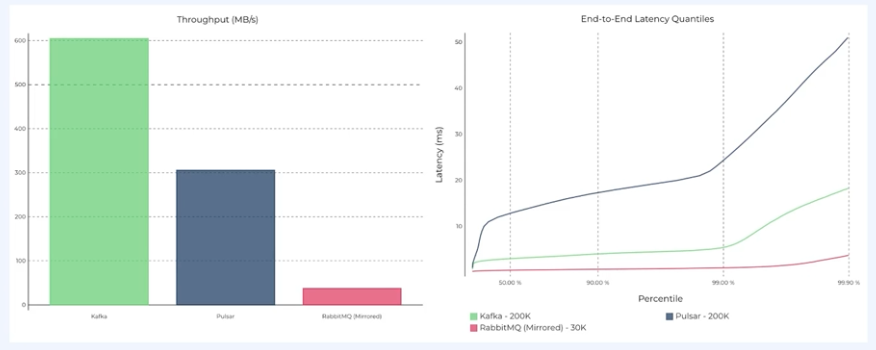 Throughput (MB/s)
600
500
400
300
200
100
0
Kafka
Pulsar
RabbitMQ (Mirrored)
End-to-End Latency Quantiles
Latency (ms)
50
40
30
20
10
50.00 %
90.00 %
99.00 %
99.90 %
Percentile
Kafka - 200K
Pulsar - 200K
RabbitMQ (Mirrored) - 30K